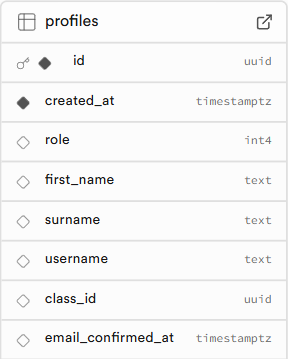 profiles
id uuid
created_at timestamptz
role int4
first_name text
surname text
username text
class_id uuid
email_confirmed_at timestamptz